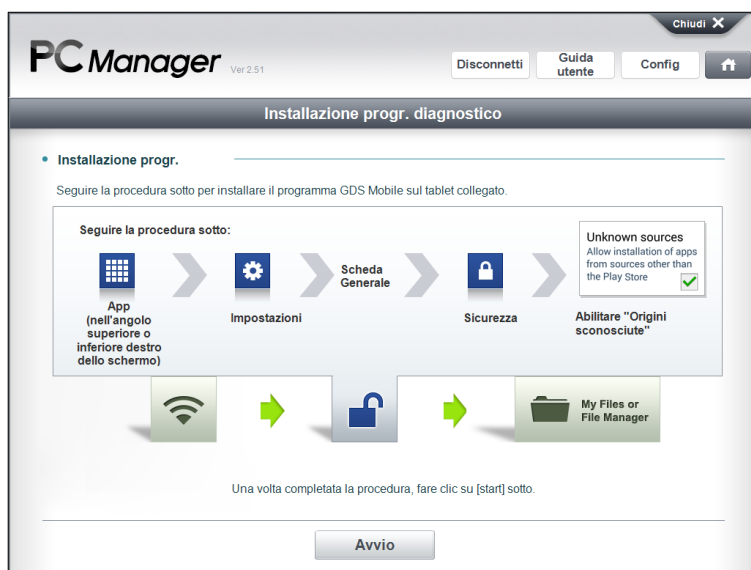 Chiudi
PC Manager Ver 2.51
Disconnetti
Guida
utente
Config
Installazione progr. diagnostico
Installazione progr.
Seguire la procedura sotto per installare il programma GDS Mobile sul tablet collegato.
Seguire la procedura sotto:
App
(nell'angolo
superiore o
inferiore destro
dello schermo)
Impostazioni
Scheda
Generale
Sicurezza
Unknown sources
Allow installation of apps
from sources other than
the Play Store
Abilitare "Origini
sconosciute"
My Files or
File Manager
Una volta completata la procedura, fare clic su [start] sotto.
Avvio